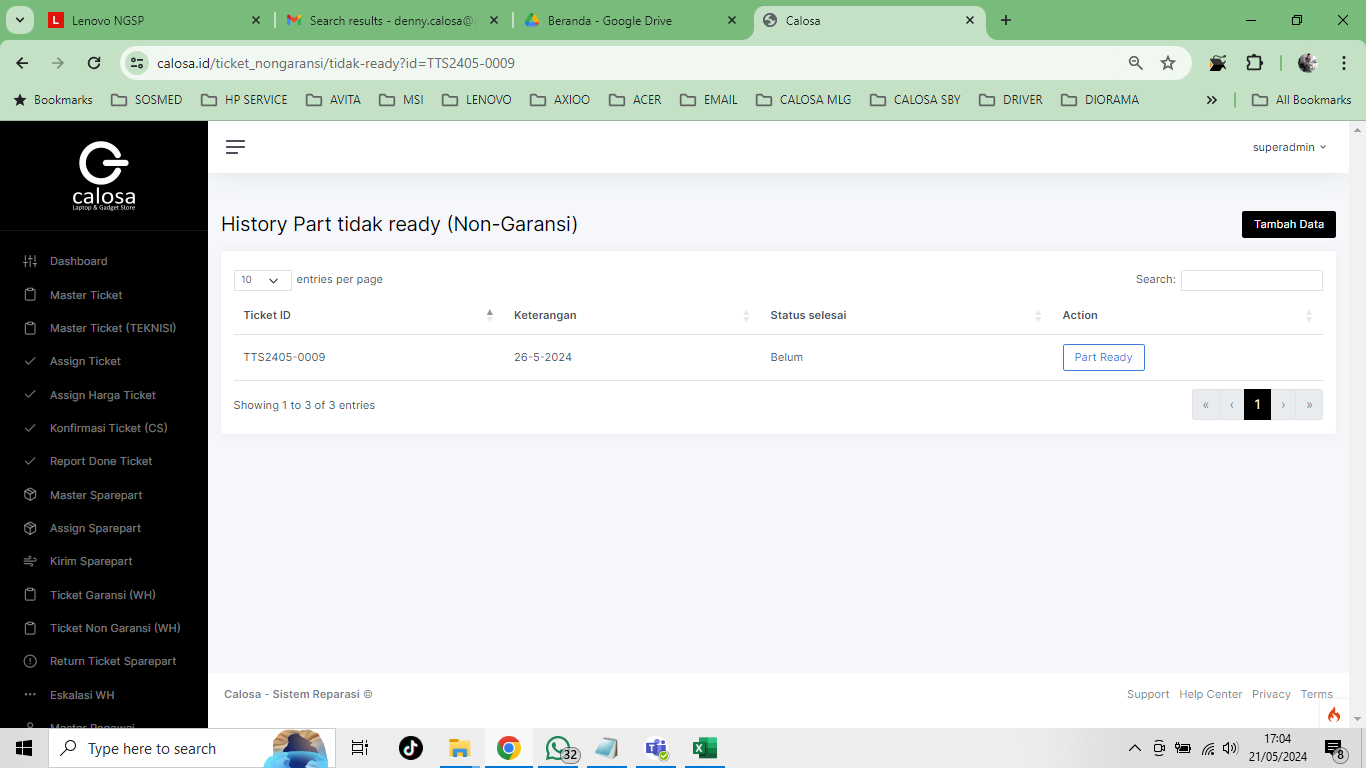 Lenovo NGSP
Search results - denny.calosa@
Beranda - Google Drive
Calosa
calosa.id/ticket_nongaransi/tidak-ready?id=TTS2405-0009
Bookmarks
SOSMED
HP SERVICE
AVITA
MSI
LENOVO
AXIOO
ACER
EMAIL
CALOSA MLG
CALOSA SBY
DRIVER
DIORAMA
All Bookmarks
calosa
Laptop & Gadget Store
superadmin
Dashboard
Master Ticket
Master Ticket (TEKNISI)
Assign Ticket
Assign Harga Ticket
Konfirmasi Ticket (CS)
Report Done Ticket
Master Sparepart
Assign Sparepart
Kirim Sparepart
Ticket Garansi (WH)
Ticket Non Garansi (WH)
Return Ticket Sparepart
Eskalasi WH
Master Pegawai
History Part tidak ready (Non-Garansi)
Tambah Data
10 entries per page
Search:
Ticket ID Keterangan Status selesai Action
TTS2405-0009 26-5-2024 Belum Part Ready
Showing 1 to 3 of 3 entries
« ‹ 1 › »
Calosa - Sistem Reparasi ©
Support Help Center Privacy Terms
Type here to search
32
17:04
21/05/2024
8